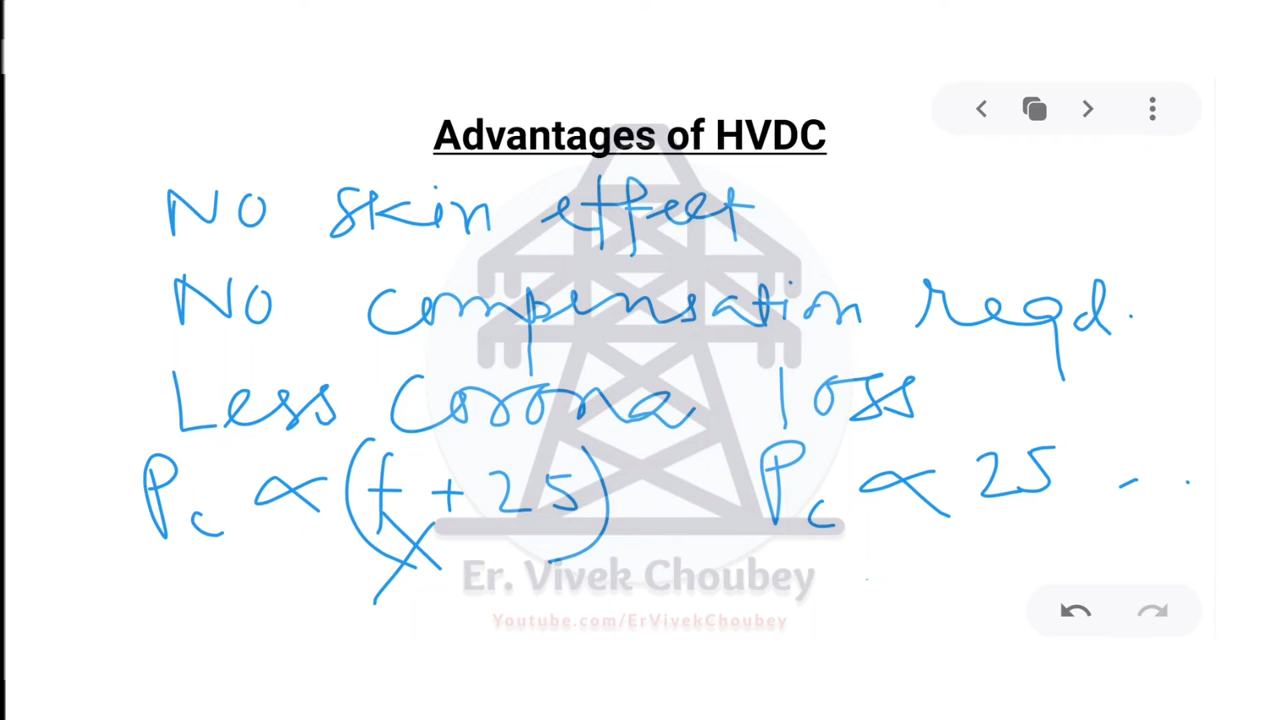 Advantages of HVDC
No skin effect
No compensation reqd.
Less Corona loss
Pc ∝ (f + 25) Pc ∝ 25 - ..
Er. Vivek Choubey
Youtube.com/ErVivekChoubey